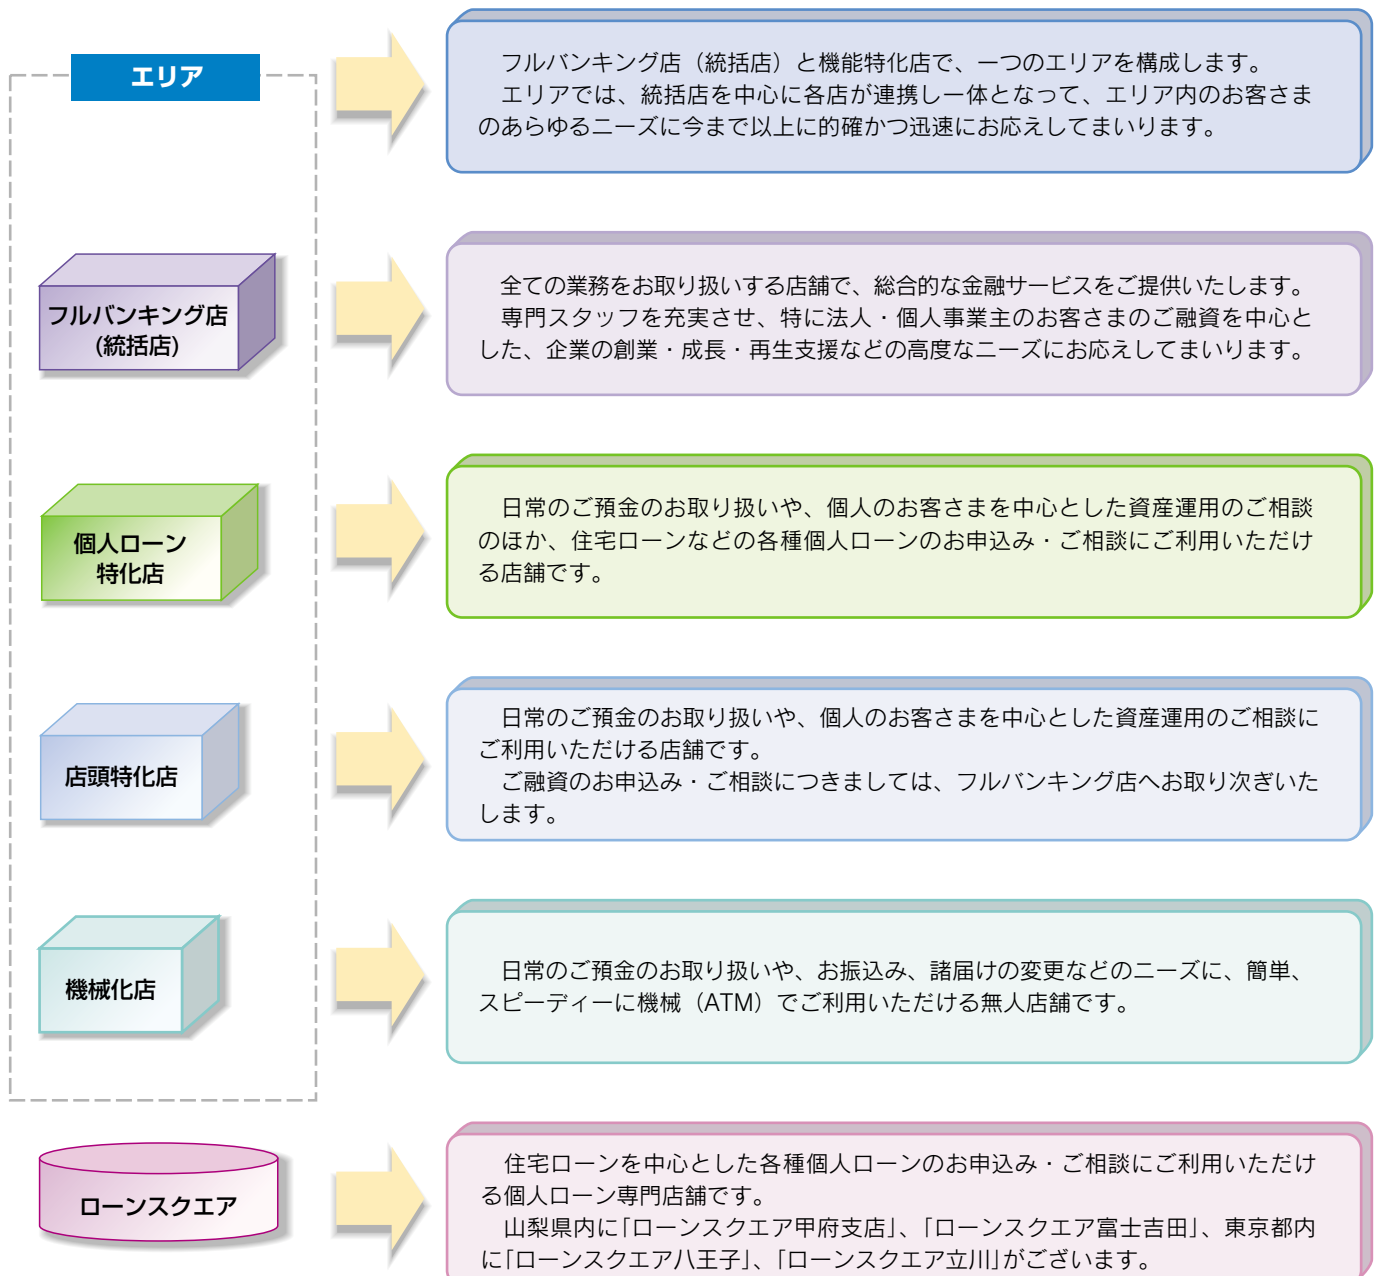 エリア
フルバンキング店（統括店）と機能特化店で、一つのエリアを構成します。
エリアでは、統括店を中心に各店が連携し一体となって、エリア内のお客さま
のあらゆるニーズに今まで以上に的確かつ迅速にお応えしてまいります。
フルバンキング店
(統括店)
全ての業務をお取り扱いする店舗で、総合的な金融サービスをご提供いたします。
専門スタッフを充実させ、特に法人・個人事業主のお客さまのご融資を中心と
した、企業の創業・成長・再生支援などの高度なニーズにお応えしてまいります。
個人ローン
特化店
日常のご預金のお取り扱いや、個人のお客さまを中心とした資産運用のご相談
のほか、住宅ローンなどの各種個人ローンのお申込み・ご相談にご利用いただけ
る店舗です。
店頭特化店
日常のご預金のお取り扱いや、個人のお客さまを中心とした資産運用のご相談に
ご利用いただける店舗です。
ご融資のお申込み・ご相談につきましては、フルバンキング店へお取り次ぎいた
します。
機械化店
日常のご預金のお取り扱いや、お振込み、諸届けの変更などのニーズに、簡単、
スピーディーに機械（ATM）でご利用いただける無人店舗です。
ローンスクエア
住宅ローンを中心とした各種個人ローンのお申込み・ご相談にご利用いただけ
る個人ローン専門店舗です。
山梨県内に｢ローンスクエア甲府支店｣、｢ローンスクエア富士吉田｣、東京都内
に｢ローンスクエア八王子｣、｢ローンスクエア立川｣がございます。